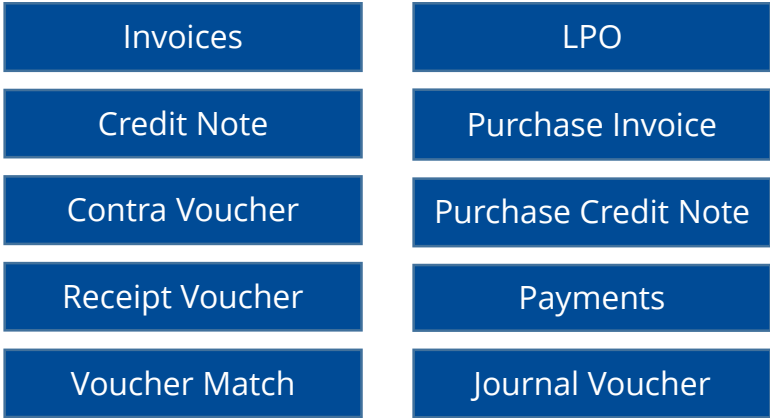 Invoices
LPO
Credit Note
Purchase Invoice
Contra Voucher
Purchase Credit Note
Receipt Voucher
Payments
Voucher Match
Journal Voucher